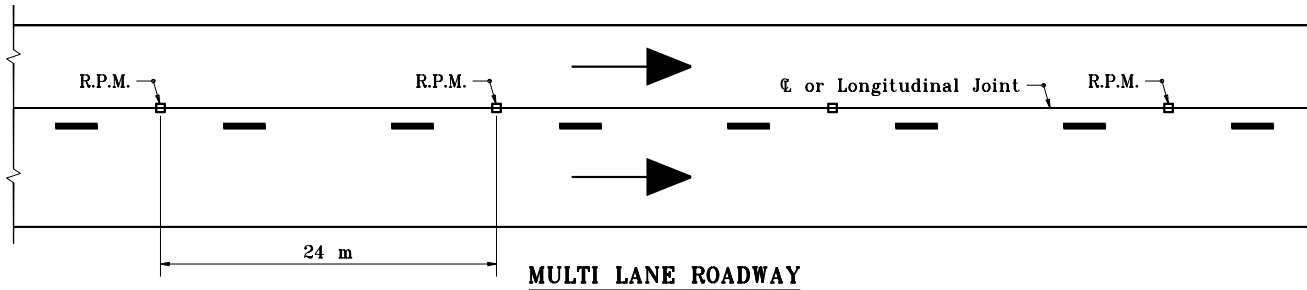 R.P.M.
R.P.M.
℄ or Longitudinal Joint
R.P.M.
24 m
MULTI LANE ROADWAY